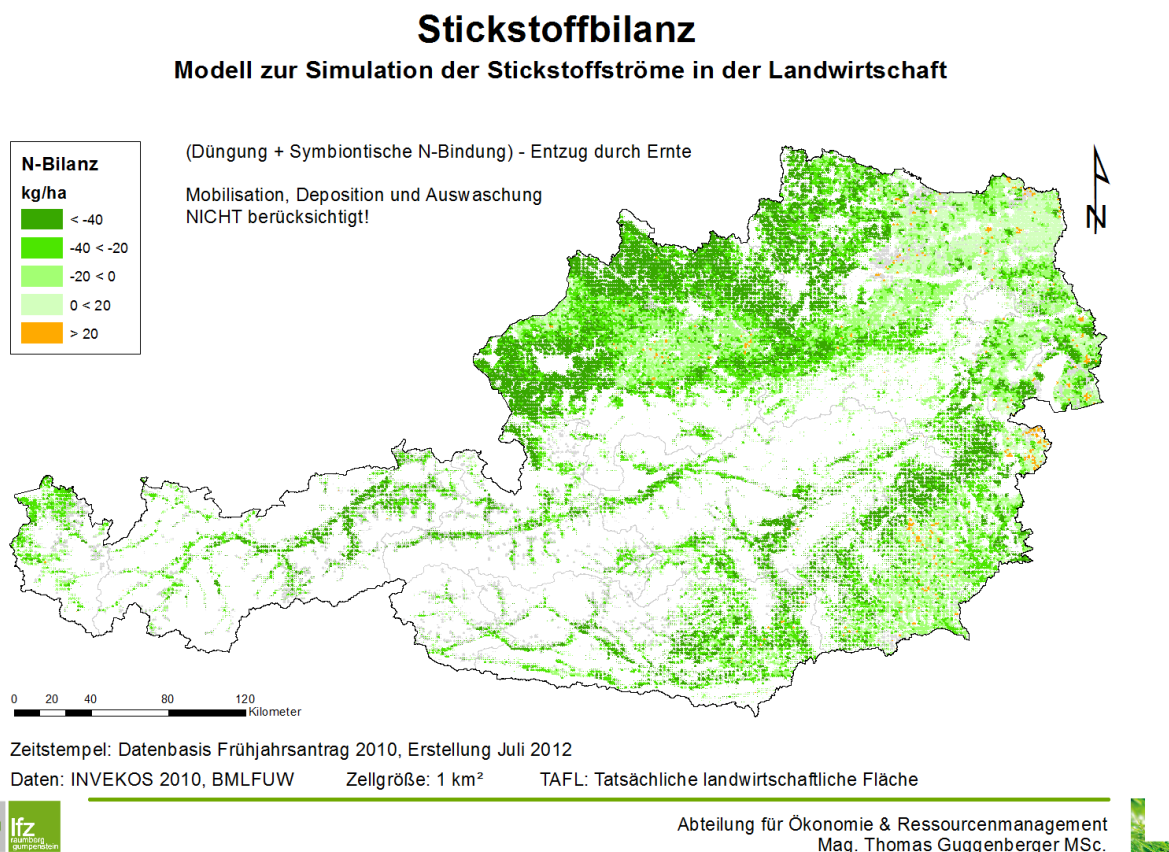 Stickstoffbilanz
Modell zur Simulation der Stickstoffströme in der Landwirtschaft
N-Bilanz
kg/ha
< -40
-40 < -20
-20 < 0
0 < 20
> 20
(Düngung + Symbiontische N-Bindung) - Entzug durch Ernte
Mobilisation, Deposition und Auswaschung
NICHT berücksichtigt!
N
0 20 40 80 120
Kilometer
Zeitstempel: Datenbasis Frühjahrsantrag 2010, Erstellung Juli 2012
Daten: INVEKOS 2010, BMLFUW Zellgröße: 1 km² TAFL: Tatsächliche landwirtschaftliche Fläche
lfz
raumberg
gumpenstein
Abteilung für Ökonomie & Ressourcenmanagement
Mag. Thomas Guggenberger MSc.